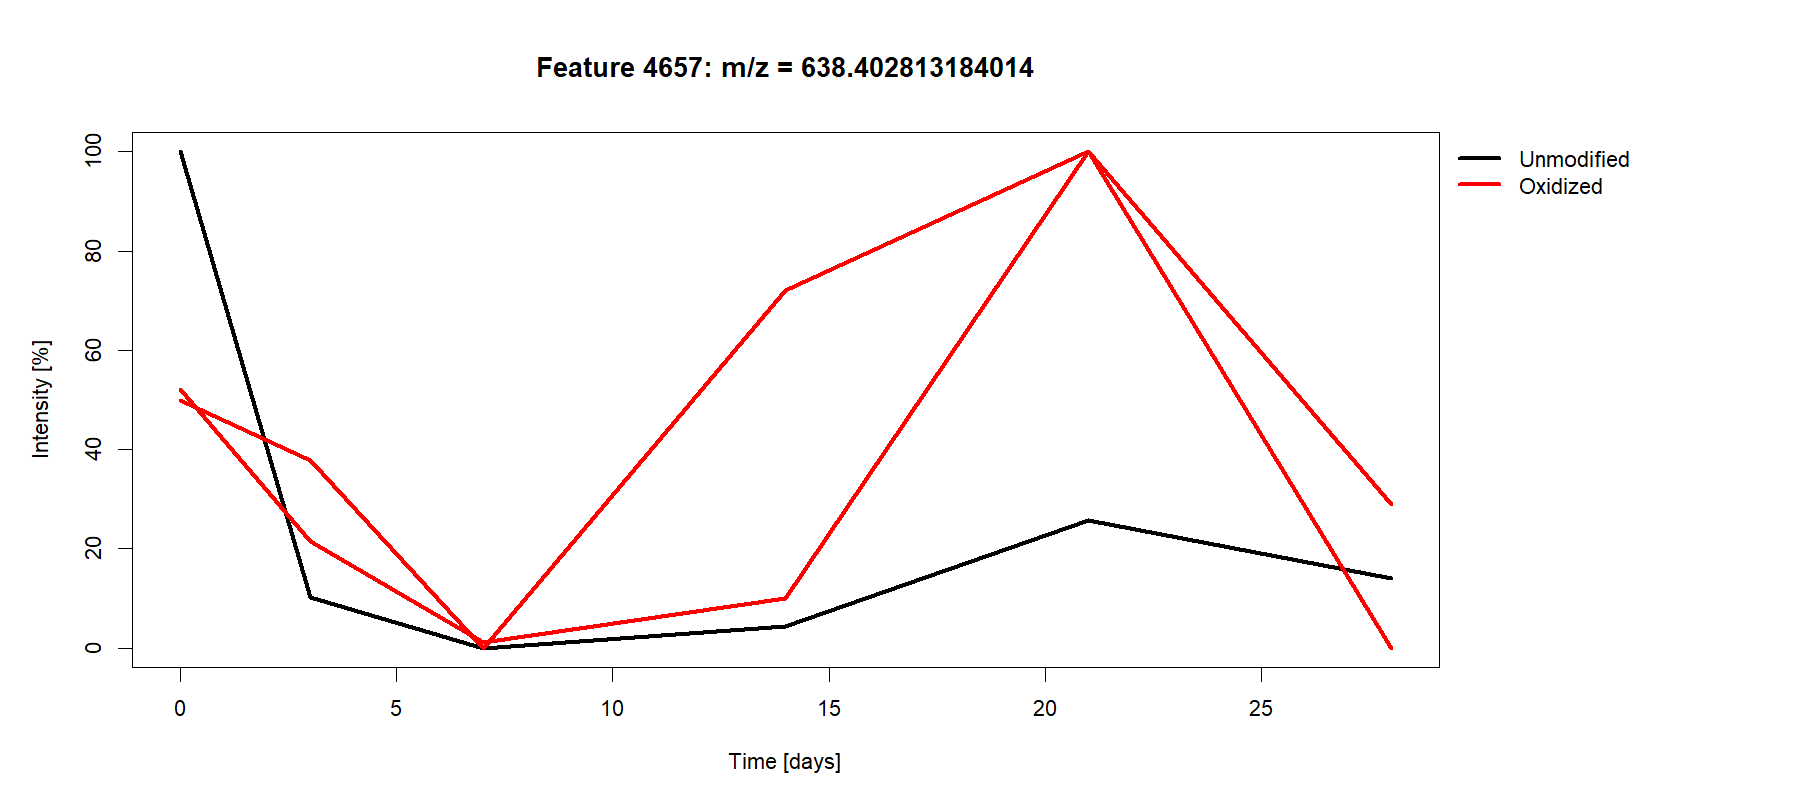 Feature 4657: m/z = 638.402813184014
100
80
60
40
20
0
Intensity [%]
0 5 10 15 20 25
Time [days]
Unmodified
Oxidized